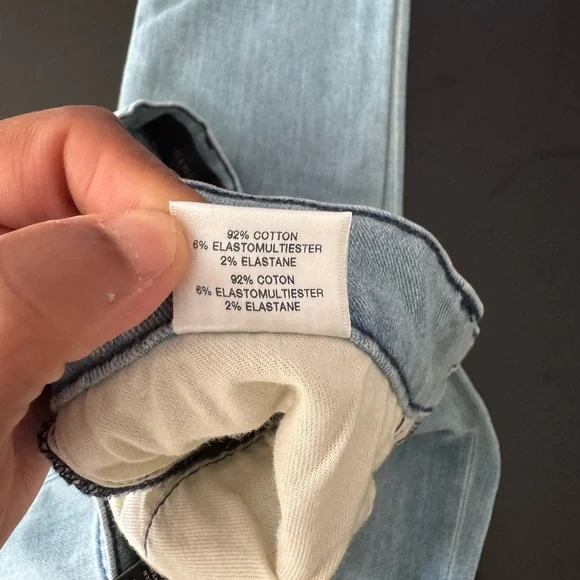 92% COTTON
6% ELASTOMULTIESTER
2% ELASTANE
92% COTON
6% ELASTOMULTIESTER
2% ELASTANE